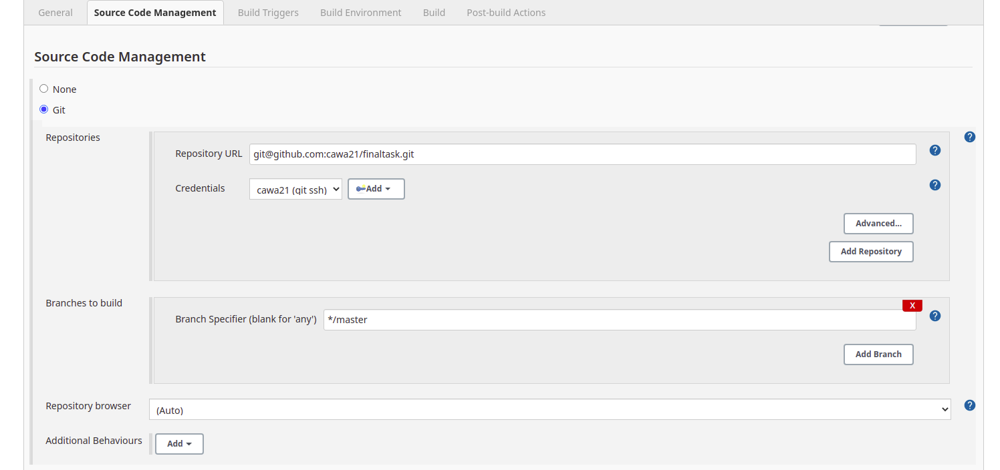 General Source Code Management Build Triggers Build Environment Build Post-build Actions
Source Code Management
None
Git
Repositories
Repository URL git@github.com:cawa21/finaltask.git
Credentials cawa21 (git ssh) Add
Advanced...
Add Repository
Branches to build
X
Branch Specifier (blank for 'any') */master
Add Branch
Repository browser (Auto)
Additional Behaviours Add